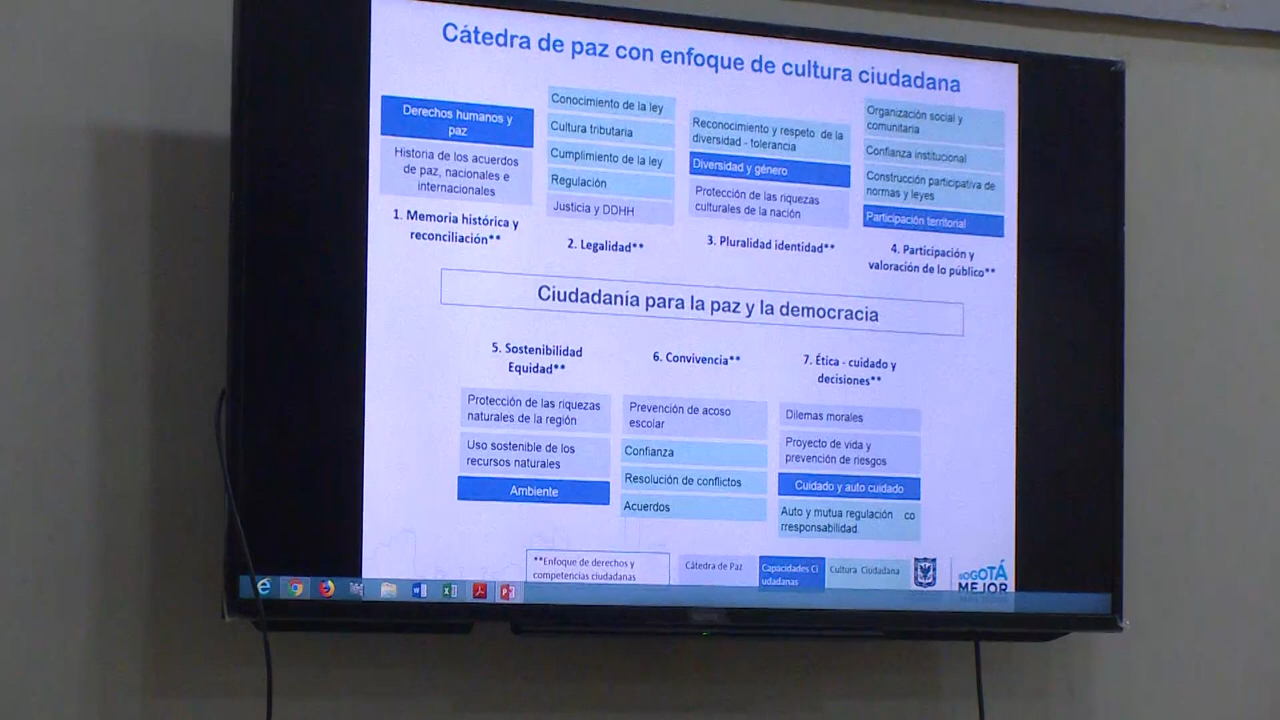 Cátedra de paz con enfoque de cultura ciudadana
Derechos humanos y
paz
Historia de los acuerdos
de paz, nacionales e
internacionales
1. Memoria histórica y
reconciliación**
Conocimiento de la ley
Cultura tributaria
Cumplimiento de la ley
Regulación
Justicia y DDHH
2. Legalidad**
Reconocimiento y respeto de la
diversidad - tolerancia
Diversidad y género
Protección de las riquezas
culturales de la nación
3. Pluralidad identidad**
Organización social y
comunitaria
Confianza institucional
Construcción participativa de
normas y leyes
Participación territorial
4. Participación y
valoración de lo público**
Ciudadanía para la paz y la democracia
5. Sostenibilidad
Equidad**
Protección de las riquezas
naturales de la región
Uso sostenible de los
recursos naturales
Ambiente
6. Convivencia**
Prevención de acoso
escolar
Confianza
Resolución de conflictos
Acuerdos
7. Ética - cuidado y
decisiones**
Dilemas morales
Proyecto de vida y
prevención de riesgos
Cuidado y auto cuidado
Auto y mutua regulación co
rresponsabilidad.
**Enfoque de derechos y
competencias ciudadanas
Cátedra de Paz
Capacidades Ci
udadanas
Cultura Ciudadana
BOGOTÁ
MEJOR